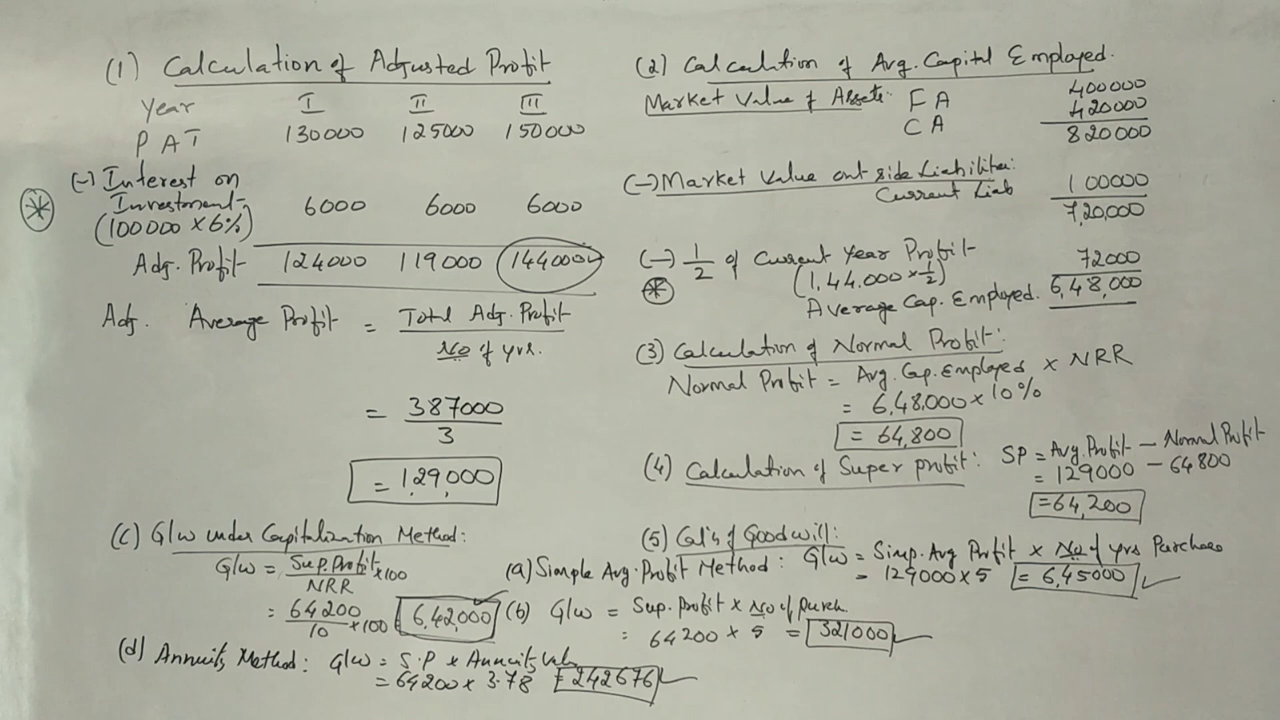 (1) Calculation of Adjusted Profit
Year I II III
PAT 130000 125000 150000
(-) Interest on
Investment- 6000 6000 6000
(100000 x 6%)
Adj. Profit 124000 119000 144000
Adj. Average Profit = Total Adj. Profit
No of yrs.
= 387000
3
= 1,29,000
(2) Calculation of Avg. Capital Employed.
Market Value of Assets: FA 400000
CA 420000
820000
(-) Market Value out side Liabilities:
Current Liab 100000
7,20,000
(-) 1/2 of Current Year Profit 72000
(1,44,000 x 1/2)
Average Cap. Employed. 6,48,000
(3) Calculation of Normal Profit:
Normal Profit = Avg. Cap. Employed x NRR
= 6,48,000 x 10%
= 64,800
(4) Calculation of Super profit: SP = Avg. Profit - Normal Profit
= 129000 - 64800
= 64,200
(5) Cal'n of Goodwill:
(a) Simple Avg. Profit Method: G/w = Simp. Avg Profit x No of yrs Purchase
= 129000 x 5 = 6,45000
(b) G/w = Sup. Profit x No of purch.
= 64200 x 5 = 321000
(c) G/w under Capitalization Method:
G/w = Sup. Profit x 100
NRR
= 64200 x 100 6,42,000
10
(d) Annuity Method: G/w = S.P x Annuity Val
= 64200 x 3.78 = 242676